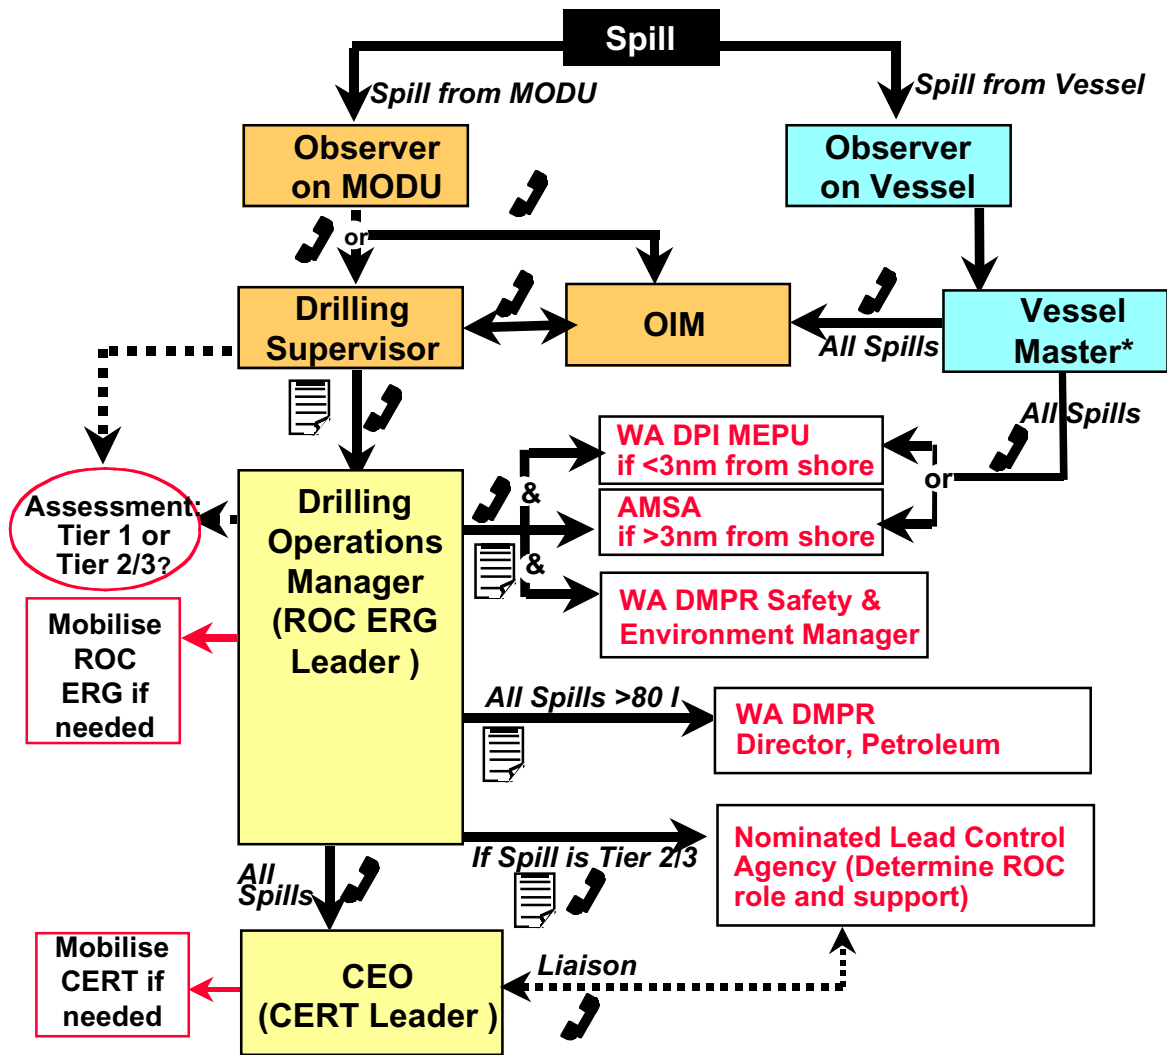 Spill
Spill from MODU
Spill from Vessel
Observer
on MODU
Observer
on Vessel
or
Drilling
Supervisor
OIM
All Spills
Vessel
Master*
All Spills
WA DPI MEPU
if <3nm from shore
or
&
AMSA
if >3nm from shore
&
WA DMPR Safety &
Environment Manager
Assessment:
Tier 1 or
Tier 2/3?
Drilling
Operations
Manager
(ROC ERG
Leader )
Mobilise
ROC
ERG if
needed
All Spills >80 l
WA DMPR
Director, Petroleum
If Spill is Tier 2/3
Nominated Lead Control
Agency (Determine ROC
role and support)
All
Spills
Mobilise
CERT if
needed
CEO
(CERT Leader )
Liaison